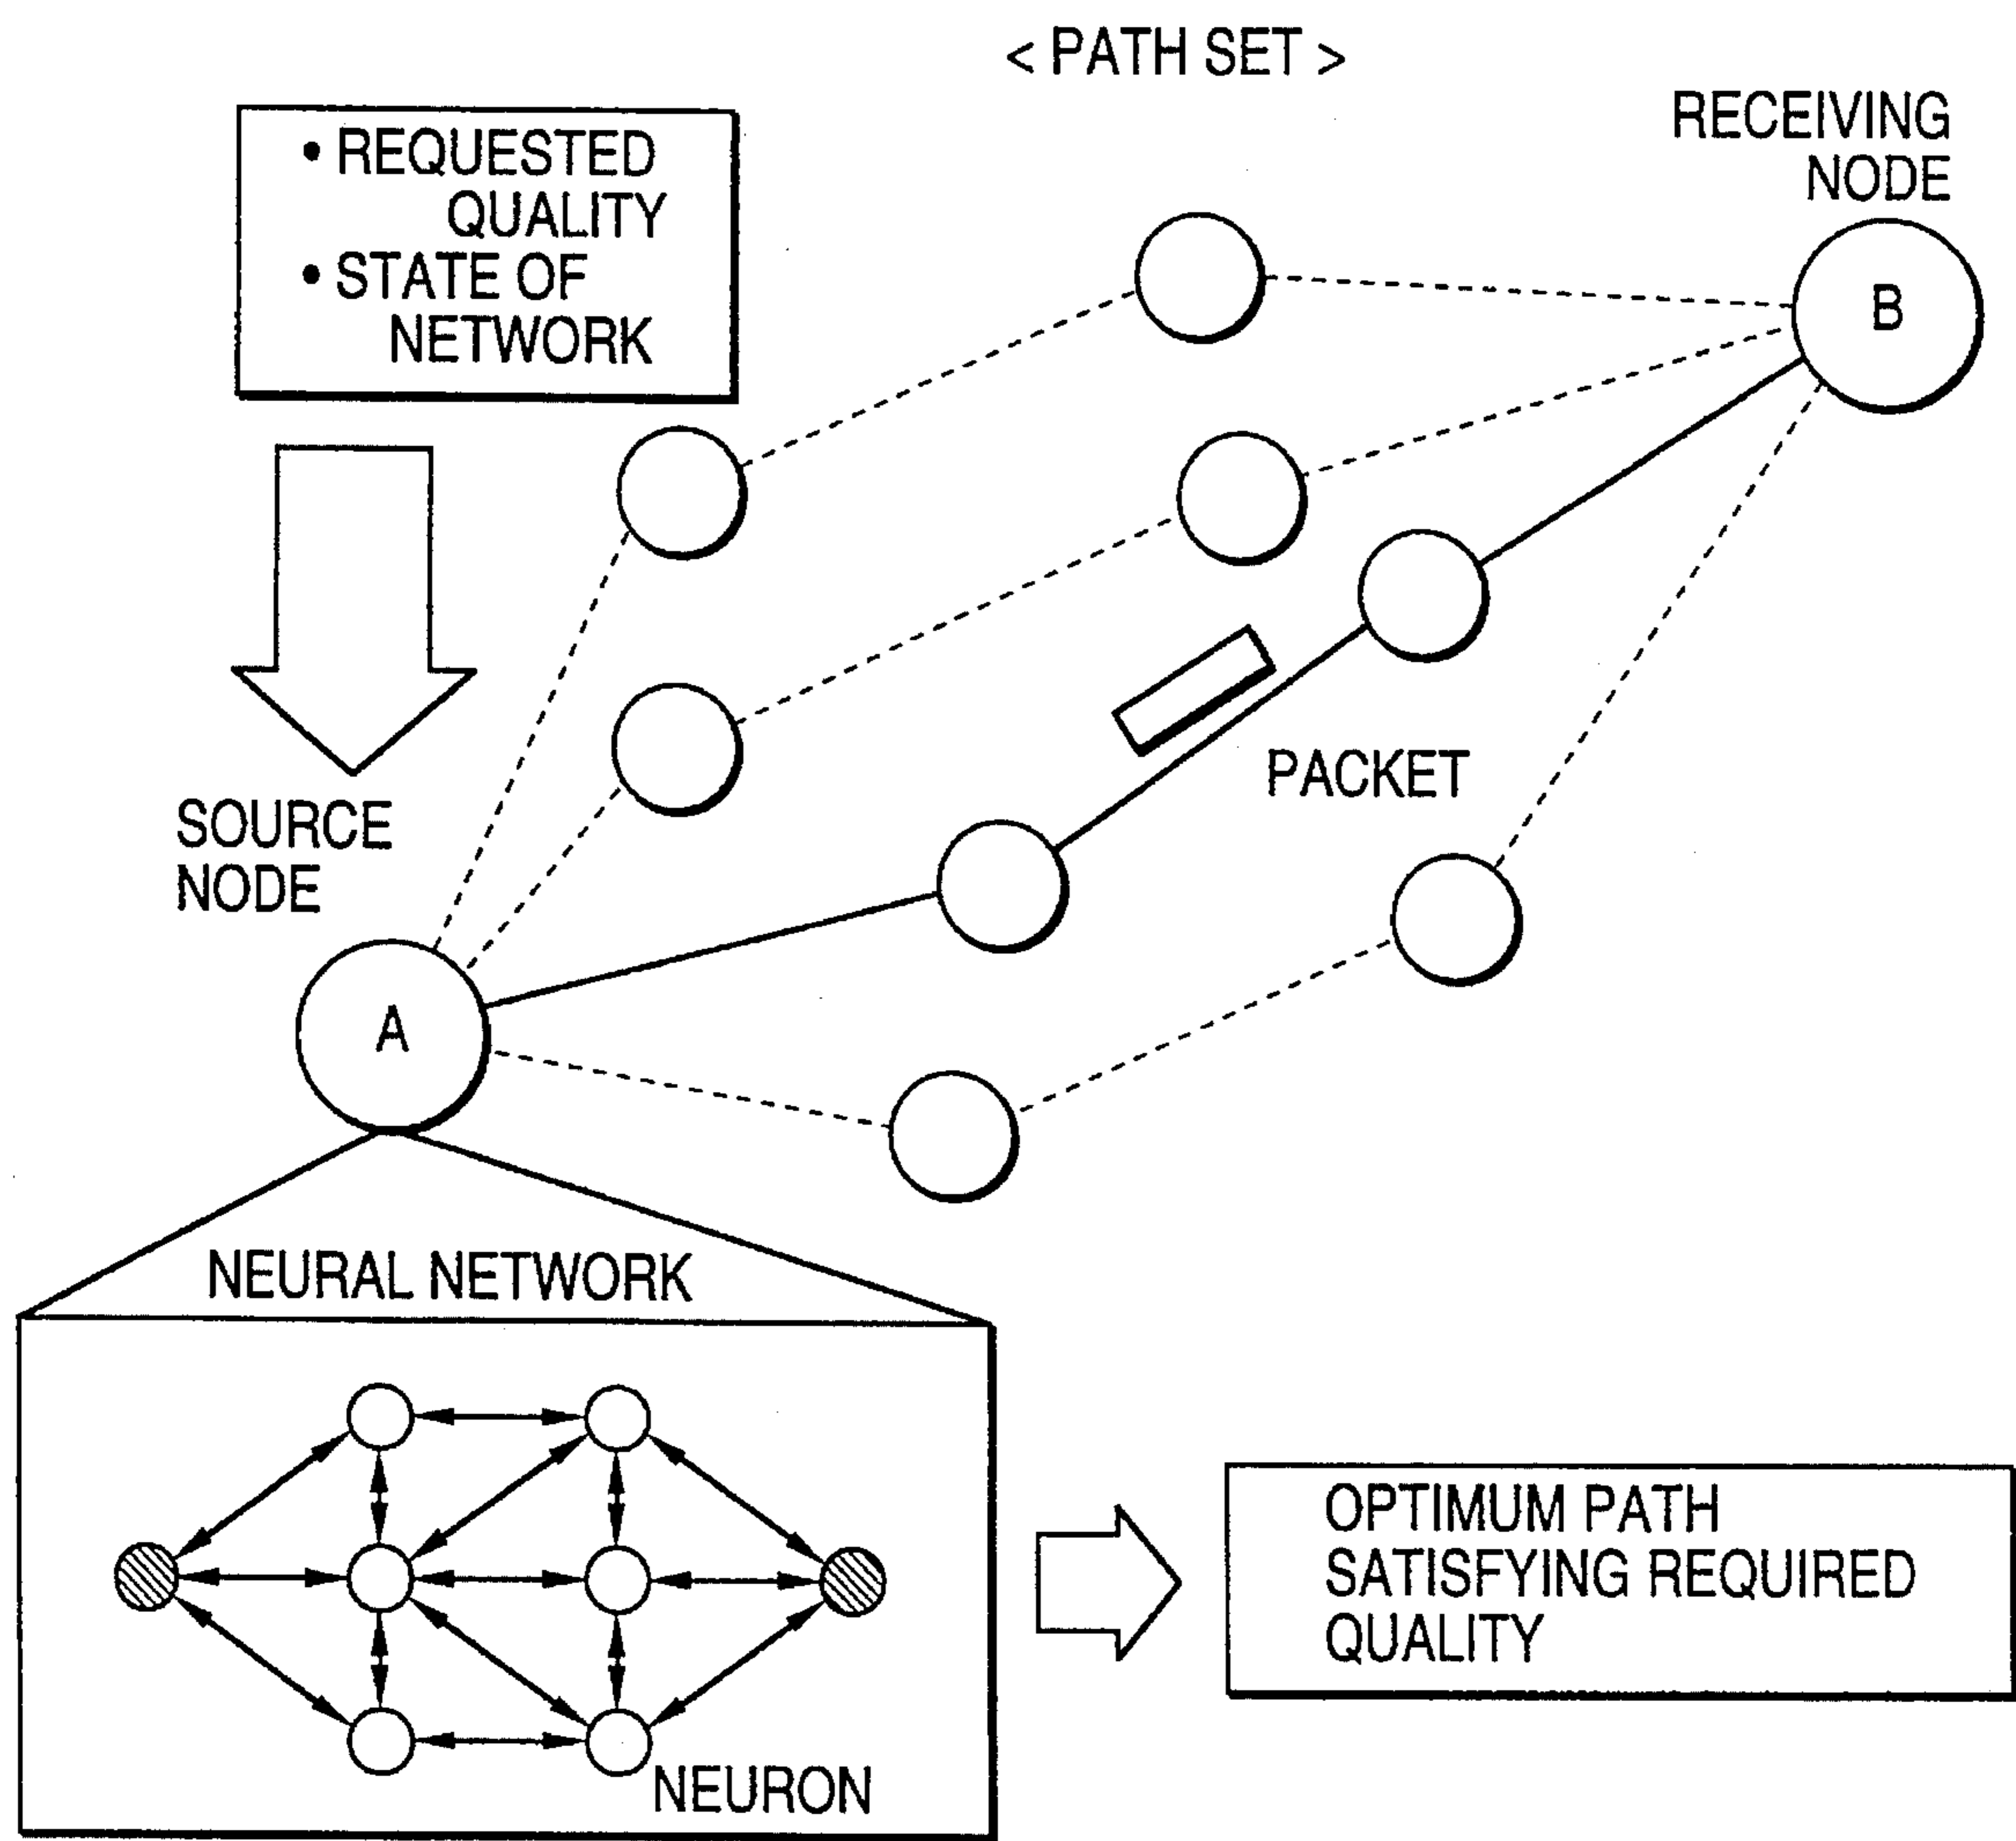 < PATH SET >
• REQUESTED
QUALITY
• STATE OF
NETWORK
RECEIVING
NODE
B
PACKET
SOURCE
NODE
A
NEURAL NETWORK
NEURON
OPTIMUM PATH
SATISFYING REQUIRED
QUALITY